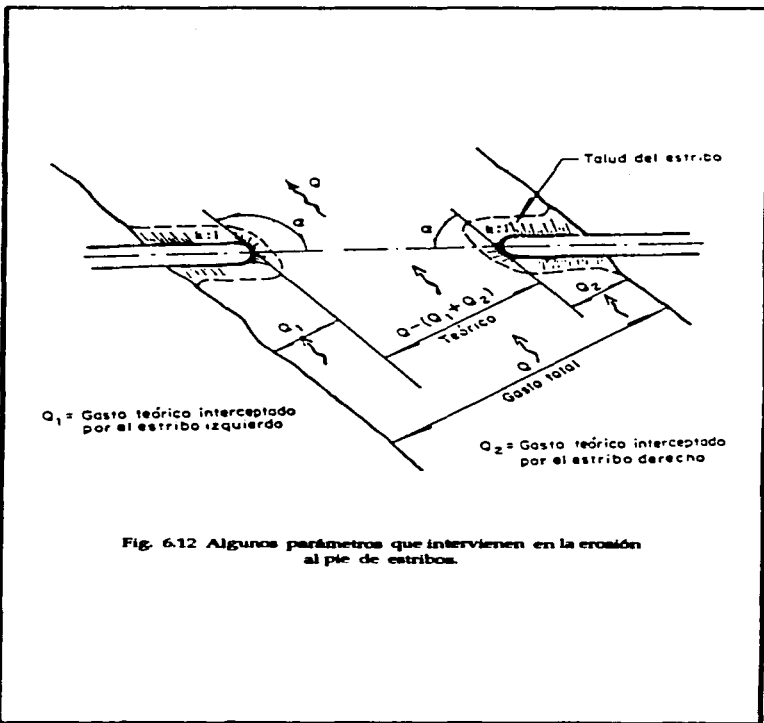 Talud del estribo
Q
α
α
k:1
k:1
Q-(Q₁+Q₂)
Teórico
Q₂
Q₁
Q
Gasto total
Q₁ = Gasto teórico interceptado
por el estribo izquierdo
Q₂ = Gasto teórico interceptado
por el estribo derecho
Fig. 6.12 Algunos parámetros que intervienen en la erosión
al pie de estribos.